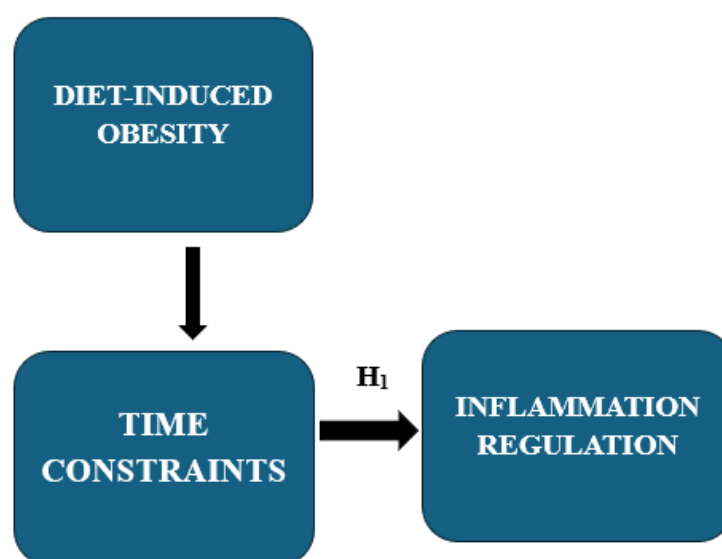 DIET-INDUCED
OBESITY
TIME
CONSTRAINTS
H₁
INFLAMMATION
REGULATION